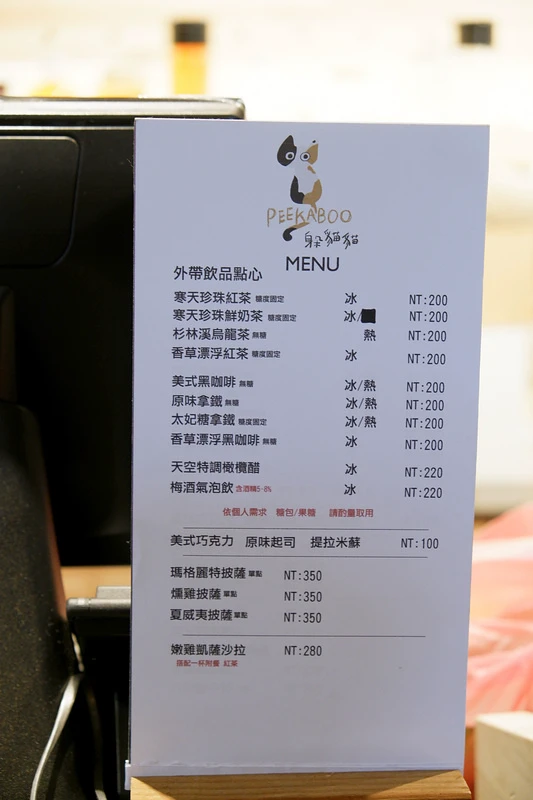 PEEKABOO
躲貓貓
MENU
外帶飲品點心
寒天珍珠紅茶 糖度固定 冰 NT:200
寒天珍珠鮮奶茶 糖度固定 冰/ NT:200
杉林溪烏龍茶 無糖 熱 NT:200
香草漂浮紅茶 糖度固定 冰 NT:200
美式黑咖啡 無糖 冰/熱 NT:200
原味拿鐵 無糖 冰/熱 NT:200
太妃糖拿鐵 糖度固定 冰/熱 NT:200
香草漂浮黑咖啡 無糖 冰 NT:200
天空特調橄欖醋 冰 NT:220
梅酒氣泡飲 含酒精5-8% 冰 NT:220
依個人需求 糖包/果糖 請酌量取用
美式巧克力 原味起司 提拉米蘇 NT:100
瑪格麗特披薩 單點 NT:350
燻雞披薩 單點 NT:350
夏威夷披薩 單點 NT:350
嫩雞凱薩沙拉 NT:280
搭配一杯附餐 紅茶